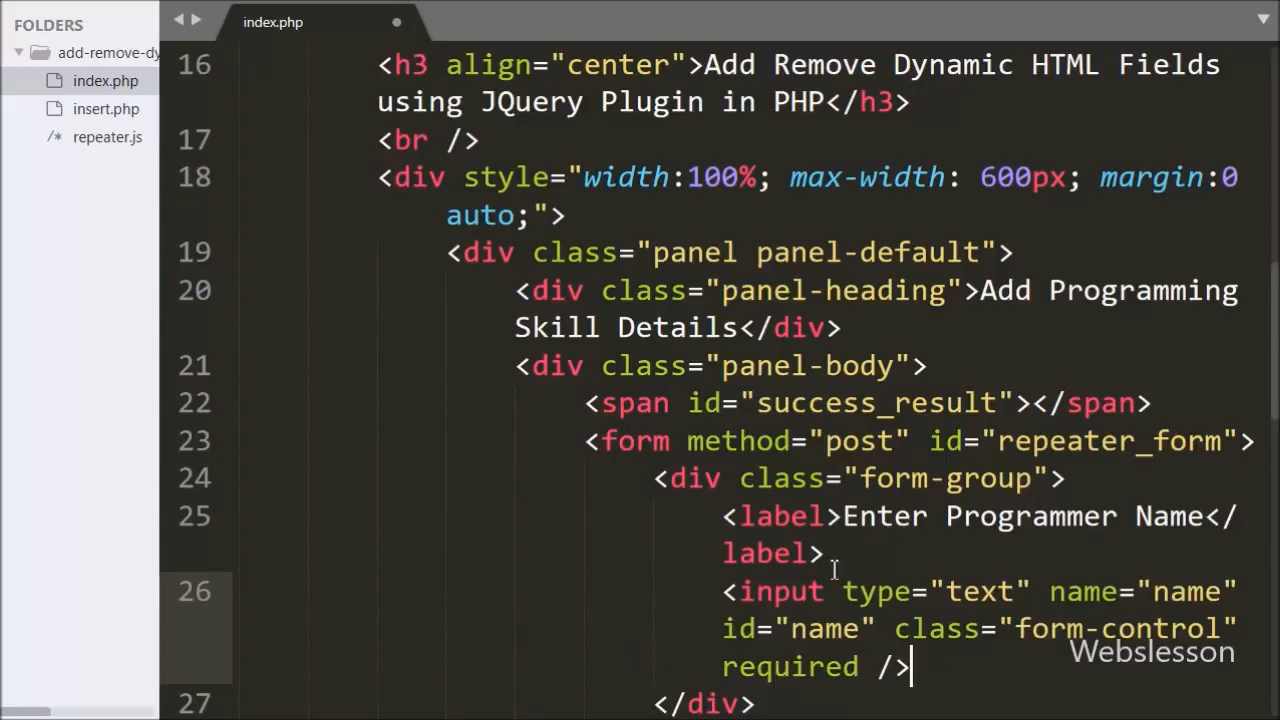 FOLDERS
add-remove-dy
index.php
insert.php
/* repeater.js
index.php
16 <h3 align="center">Add Remove Dynamic HTML Fields
using JQuery Plugin in PHP</h3>
17 <br />
18 <div style="width:100%; max-width: 600px; margin:0
auto;">
19 <div class="panel panel-default">
20 <div class="panel-heading">Add Programming
Skill Details</div>
21 <div class="panel-body">
22 <span id="success_result"></span>
23 <form method="post" id="repeater_form">
24 <div class="form-group">
25 <label>Enter Programmer Name</
label>
26 <input type="text" name="name"
id="name" class="form-control"
required />
27 </div>
Webslesson